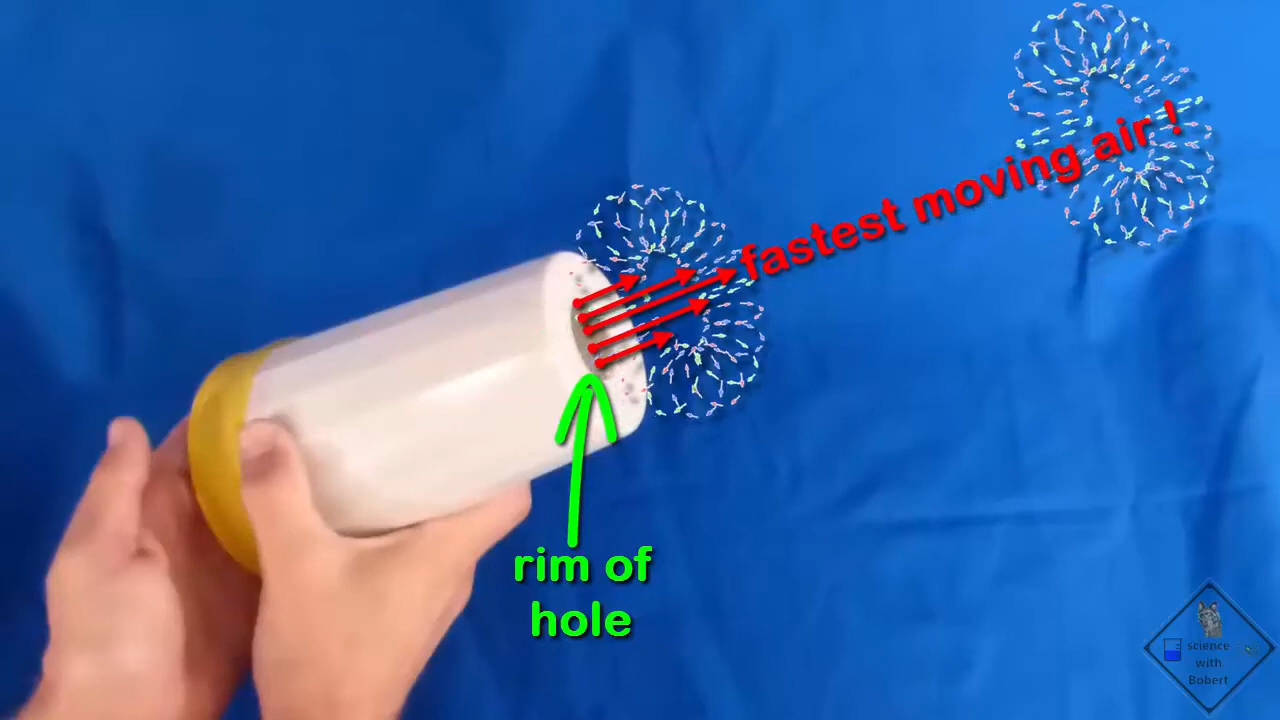 fastest moving air !
rim of
hole
science
with
Bobert